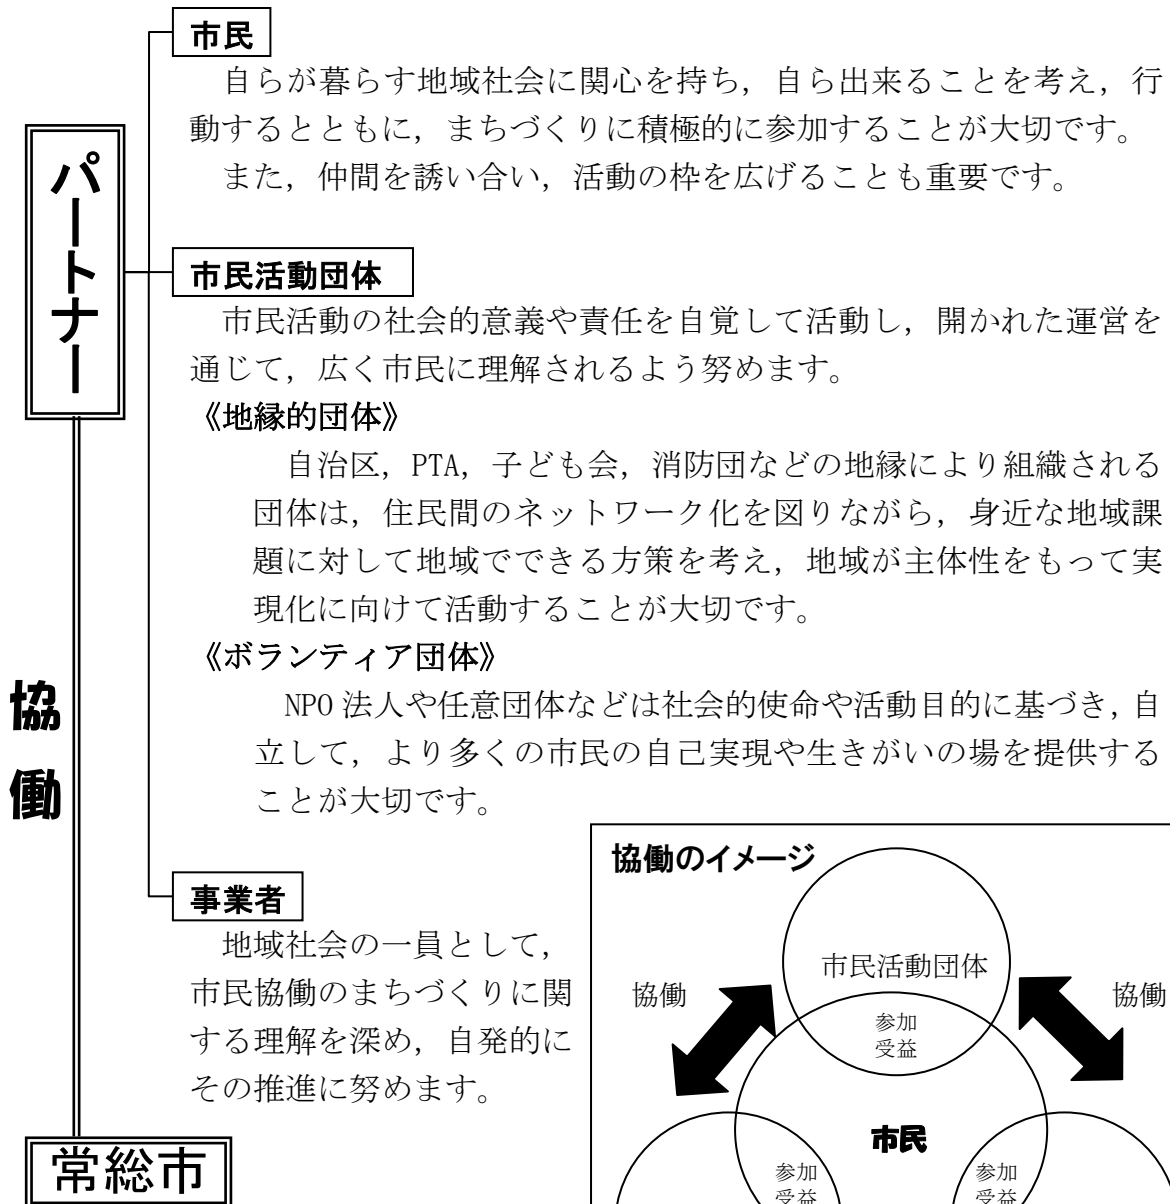 市民
自らが暮らす地域社会に関心を持ち，自ら出来ることを考え，行
動するとともに，まちづくりに積極的に参加することが大切です。
また，仲間を誘い合い，活動の枠を広げることも重要です。
パートナー
市民活動団体
市民活動の社会的意義や責任を自覚して活動し，開かれた運営を
通じて，広く市民に理解されるよう努めます。
《地縁的団体》
自治区，PTA，子ども会，消防団などの地縁により組織される
団体は，住民間のネットワーク化を図りながら，身近な地域課
題に対して地域でできる方策を考え，地域が主体性をもって実
現化に向けて活動することが大切です。
《ボランティア団体》
NPO 法人や任意団体などは社会的使命や活動目的に基づき，自
立して，より多くの市民の自己実現や生きがいの場を提供する
ことが大切です。
協働
事業者
地域社会の一員として，
市民協働のまちづくりに関
する理解を深め，自発的に
その推進に努めます。
常総市
協働のイメージ
市民活動団体
協働
協働
参加
受益
市民
参加
受益
参加
受益